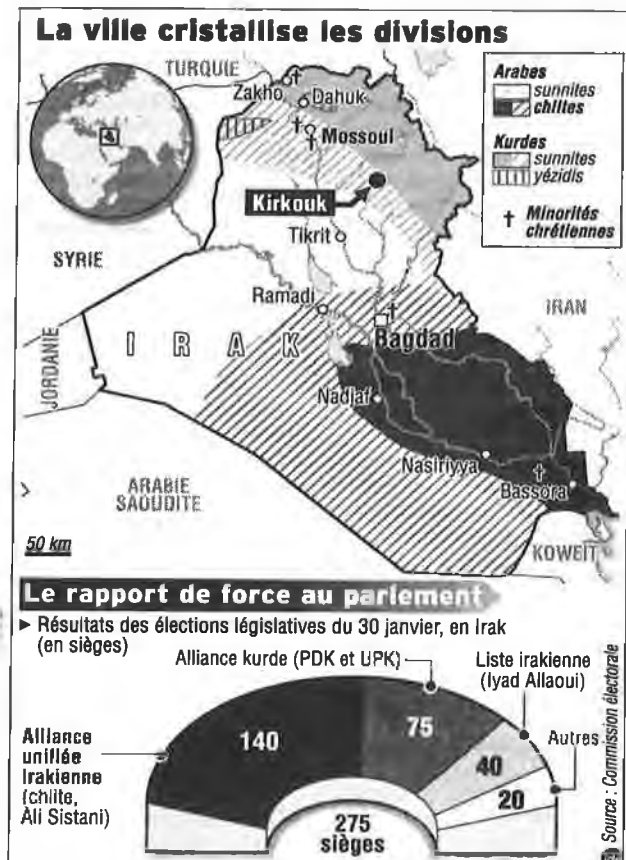 La ville cristallise les divisions
TURQUIE
Zakho
Dahuk
Mossoul
Kirkouk
Tikrit
SYRIE
Ramadi
IRAN
Bagdad
IRAK
JORDANIE
Nadjaf
Nasiriyya
Bassora
ARABIE
SAOUDITE
KOWEIT
50 km
Arabes
sunnites
chiites
Kurdes
sunnites
yézidis
† Minorités
chrétiennes
Le rapport de force au parlement
► Résultats des élections législatives du 30 janvier, en Irak
(en sièges)
Alliance kurde (PDK et UPK)
Liste irakienne
(Iyad Allaoui)
Autres
Alliance
unifiée
Irakienne
(chiite,
Ali Sistani)
140
75
40
20
275
sièges
Source : Commission électorale